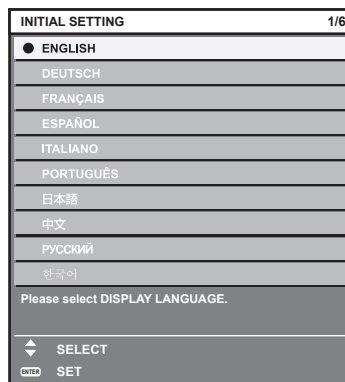 INITIAL SETTING 1/6
ENGLISH
DEUTSCH
FRANÇAIS
ESPAÑOL
ITALIANO
PORTUGUÊS
日本語
中文
РУССКИЙ
한국어
Please select DISPLAY LANGUAGE.
SELECT
ENTER SET